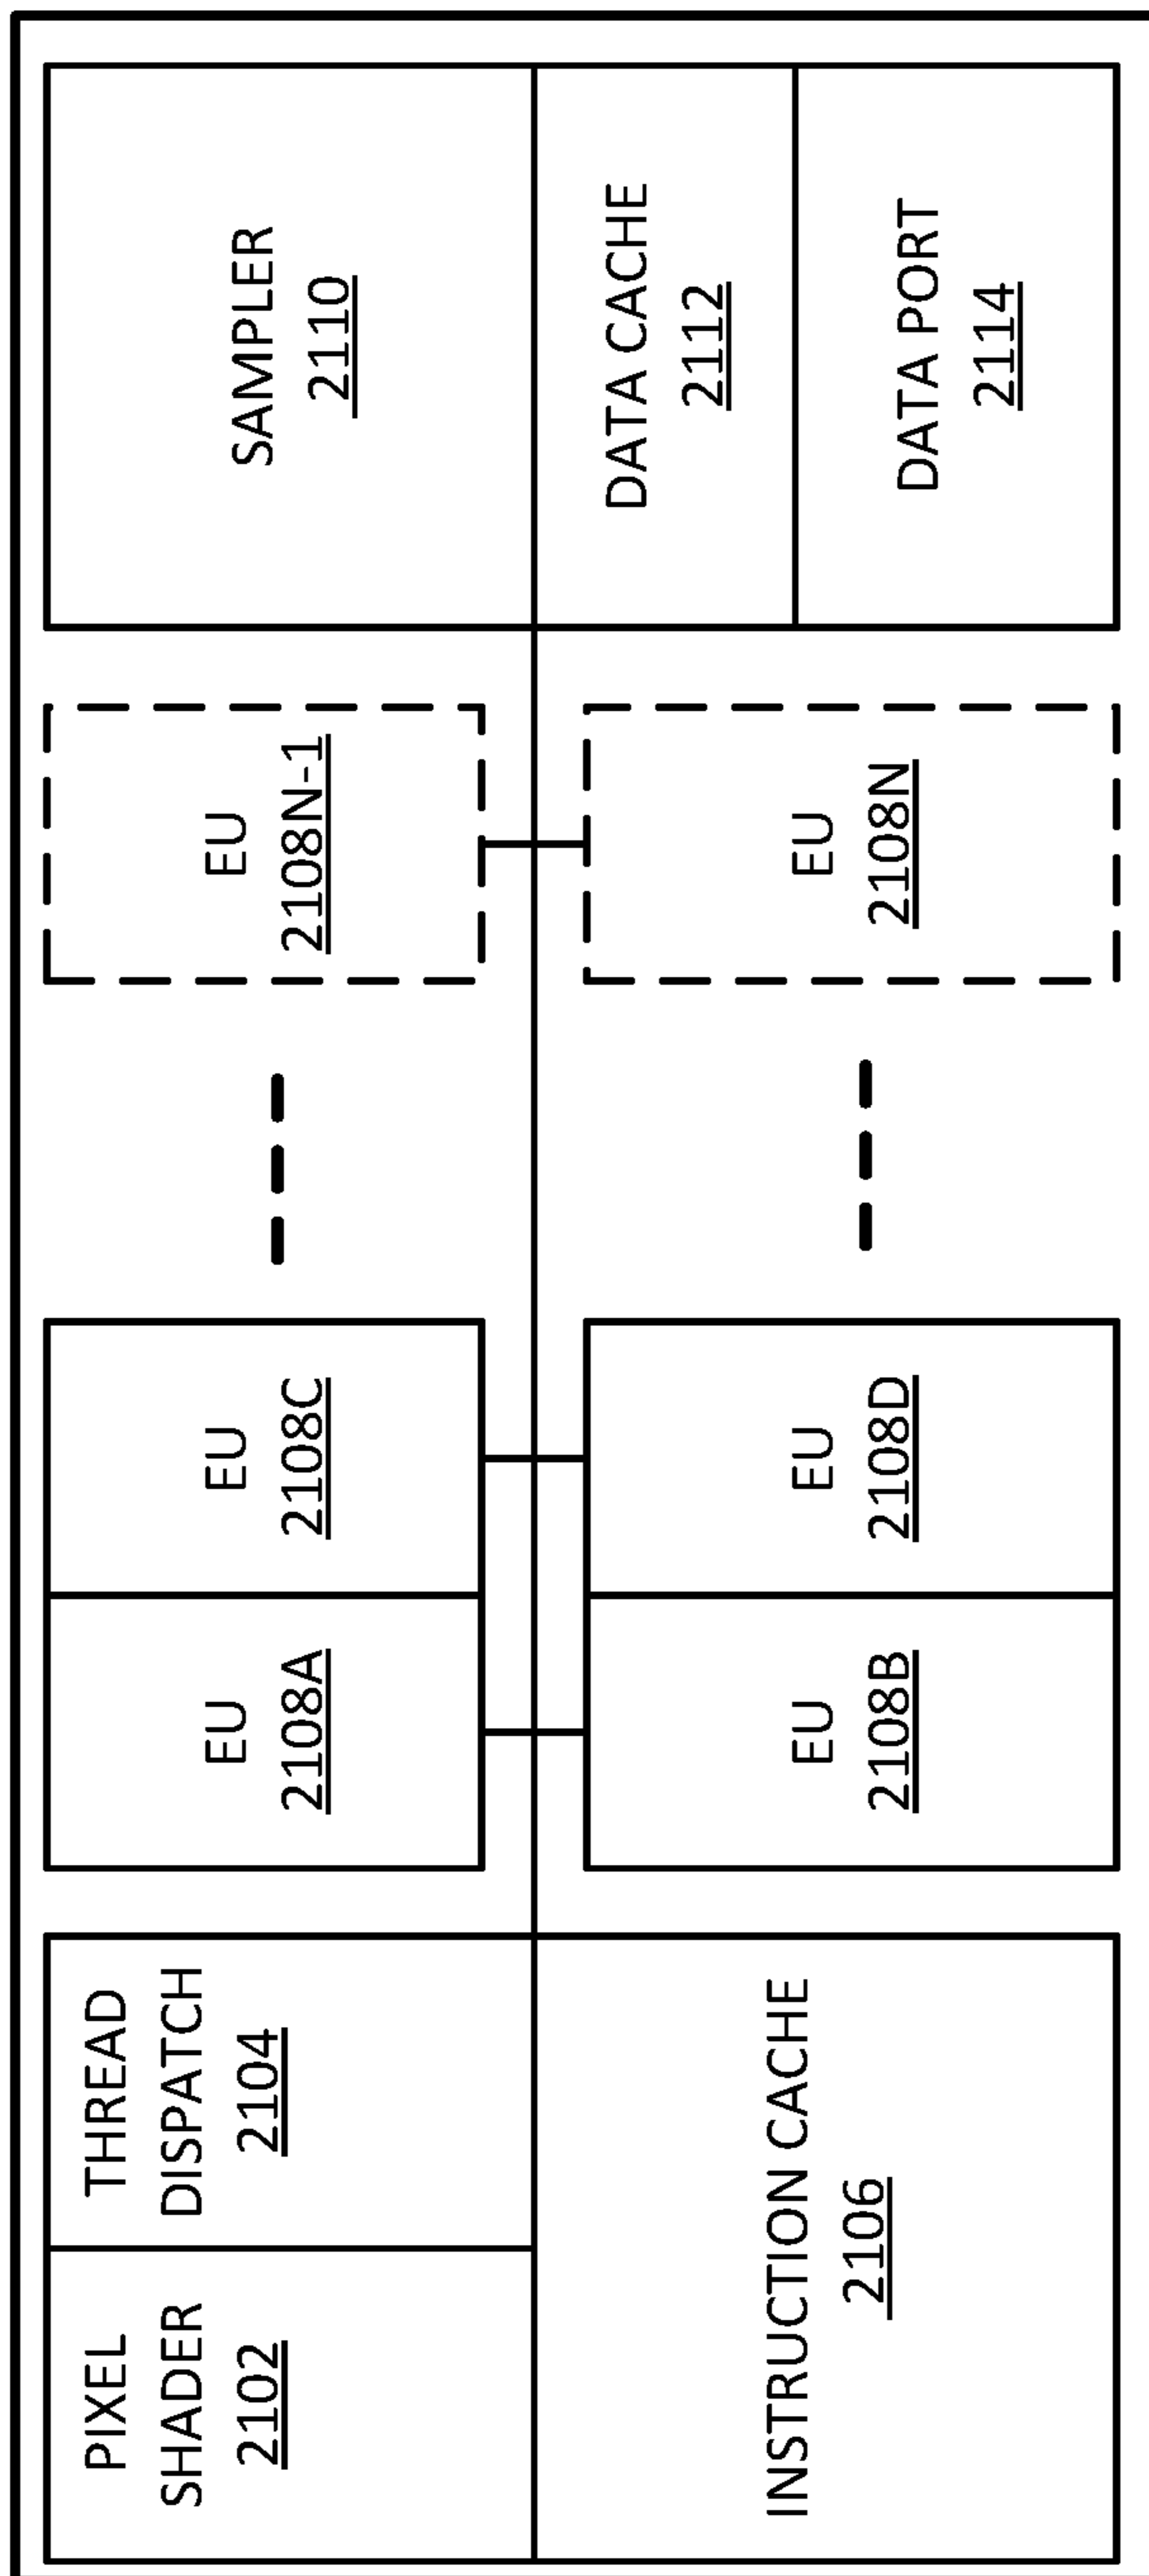 PIXEL
SHADER
2102
THREAD
DISPATCH
2104
INSTRUCTION CACHE
2106
EU
2108A
EU
2108C
EU
2108B
EU
2108D
EU
2108N-1
EU
2108N
SAMPLER
2110
DATA CACHE
2112
DATA PORT
2114